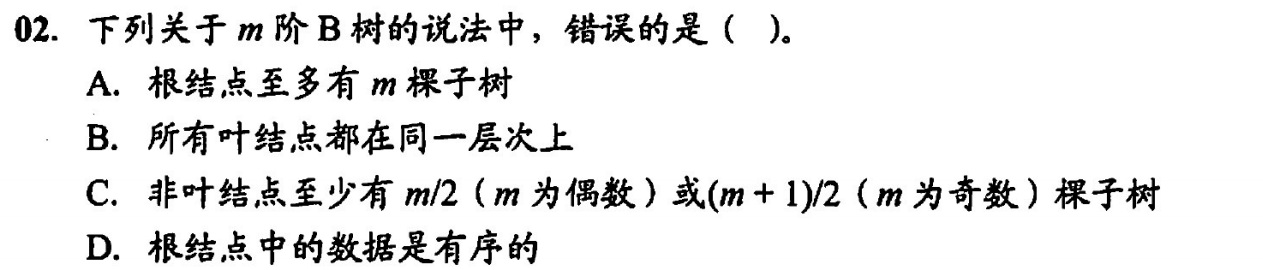 02. 下列关于 m 阶 B 树的说法中，错误的是（ ）。
A. 根结点至多有 m 棵子树
B. 所有叶结点都在同一层次上
C. 非叶结点至少有 m/2（m 为偶数）或(m + 1)/2（m 为奇数）棵子树
D. 根结点中的数据是有序的